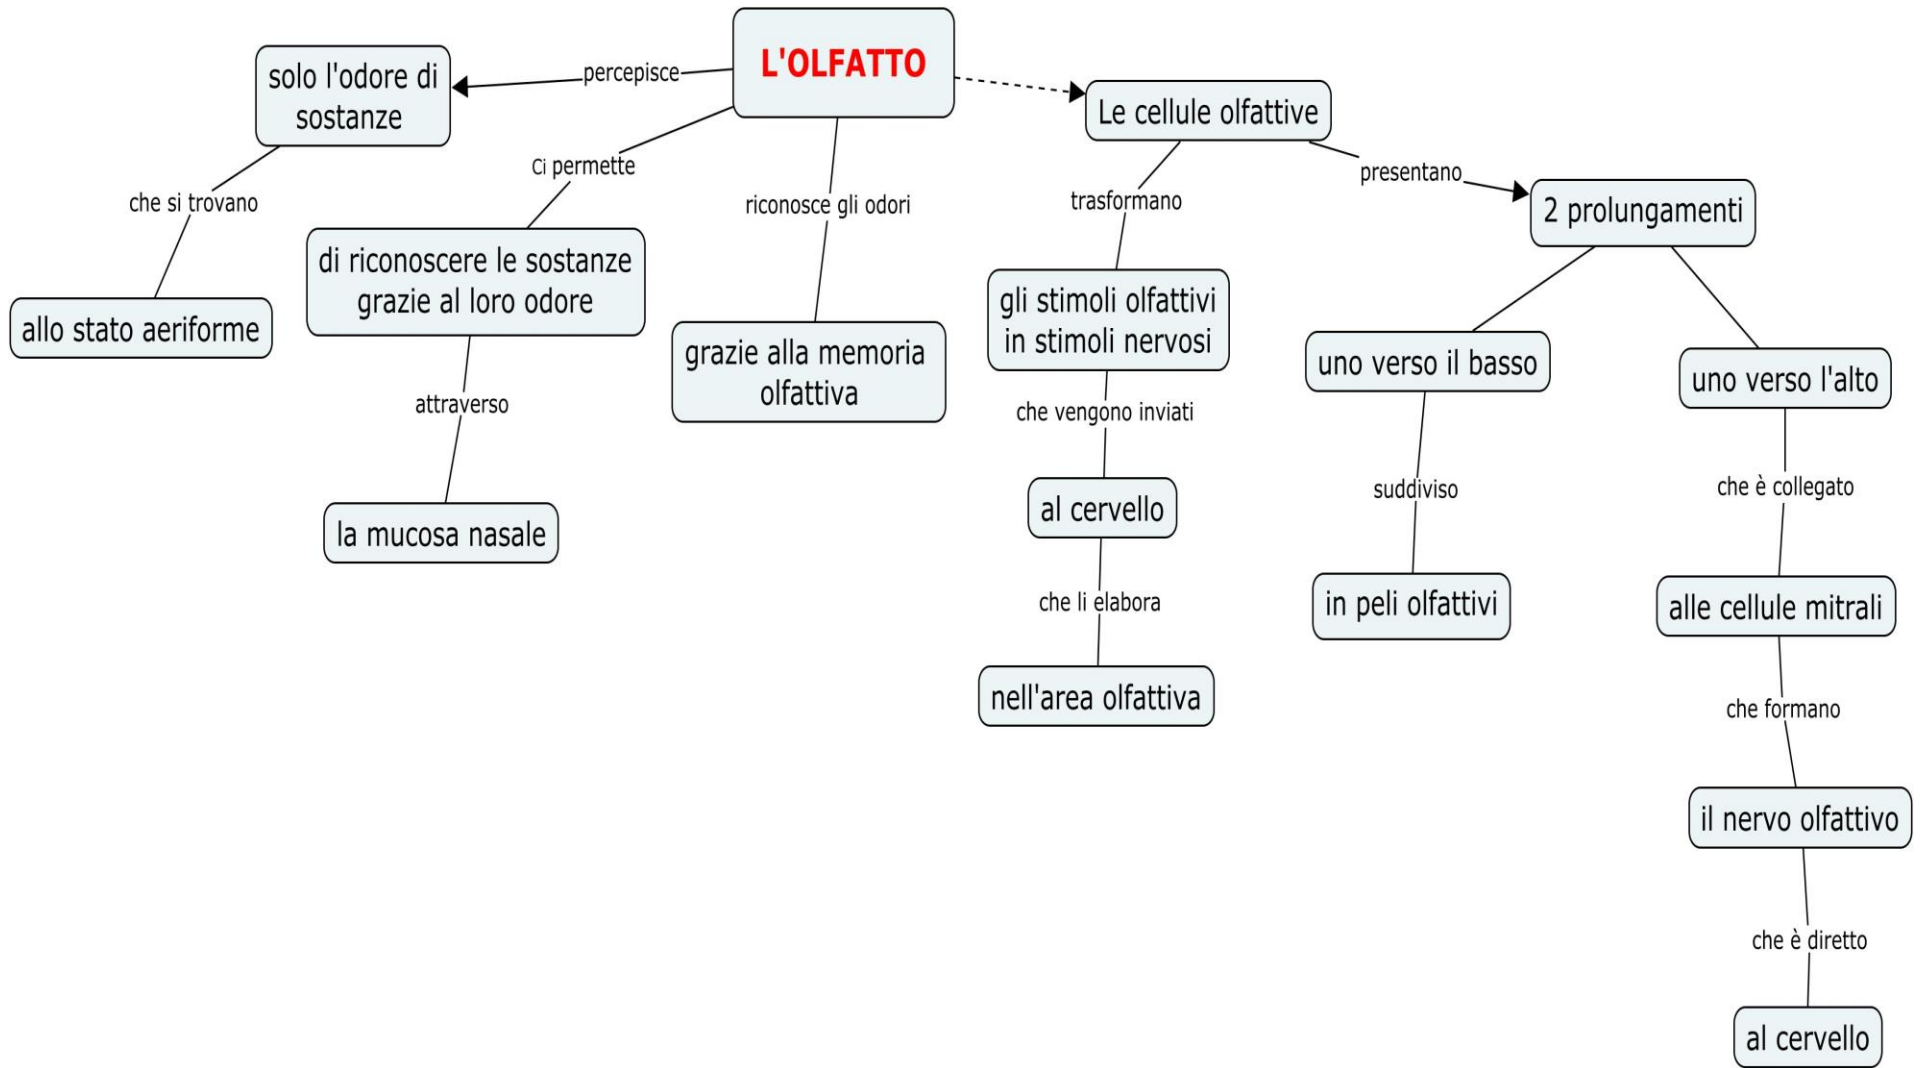 L'OLFATTO
percepisce
solo l'odore di
sostanze
che si trovano
allo stato aeriforme
Ci permette
di riconoscere le sostanze
grazie al loro odore
attraverso
la mucosa nasale
riconosce gli odori
grazie alla memoria
olfattiva
Le cellule olfattive
trasformano
gli stimoli olfattivi
in stimoli nervosi
che vengono inviati
al cervello
che li elabora
nell'area olfattiva
presentano
2 prolungamenti
uno verso il basso
suddiviso
in peli olfattivi
uno verso l'alto
che è collegato
alle cellule mitrali
che formano
il nervo olfattivo
che è diretto
al cervello